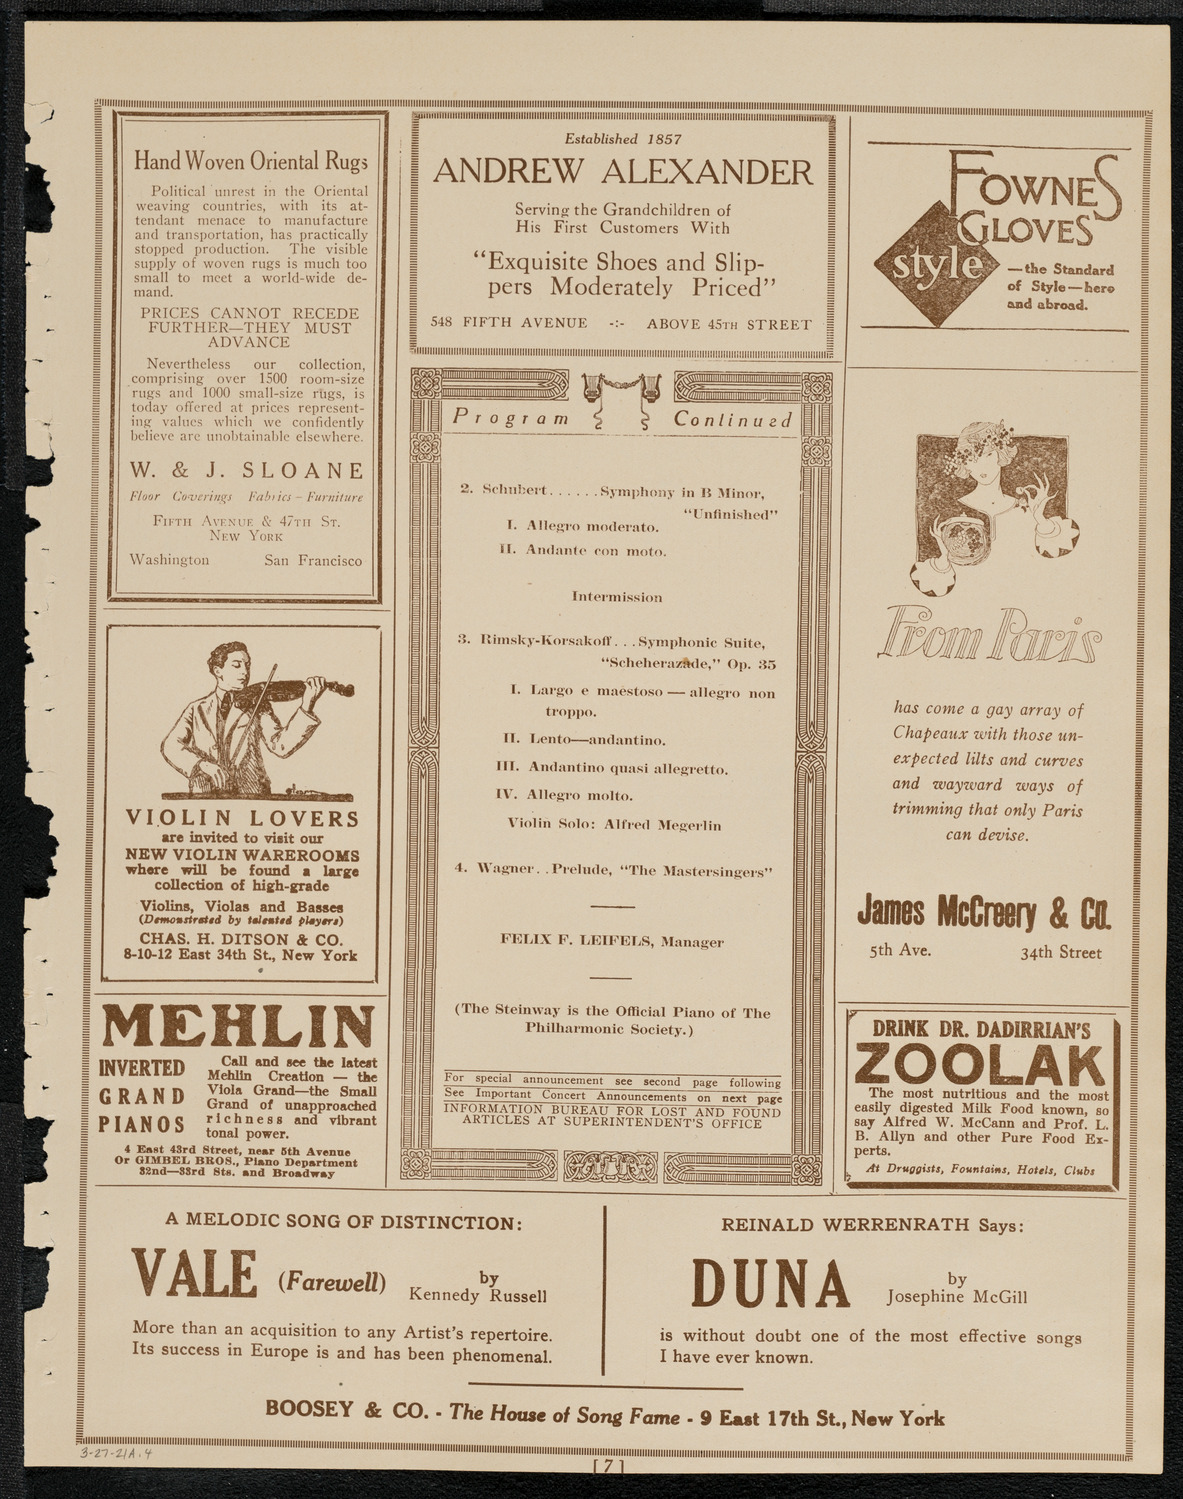 Hand Woven Oriental Rugs
Political unrest in the Oriental
weaving countries, with its at-
tendant menace to manufacture
and transportation, has practically
stopped production. The visible
supply of woven rugs is much too
small to meet a world-wide de-
mand.
PRICES CANNOT RECEDE
FURTHER—THEY MUST
ADVANCE
Nevertheless our collection,
comprising over 1500 room-size
rugs and 1000 small-size rugs, is
today offered at prices represent-
ing values which we confidently
believe are unobtainable elsewhere.
W. & J. SLOANE
Floor Coverings Fabrics – Furniture
FIFTH AVENUE & 47TH ST.
NEW YORK
Washington San Francisco
VIOLIN LOVERS
are invited to visit our
NEW VIOLIN WAREROOMS
where will be found a large
collection of high-grade
Violins, Violas and Basses
(Demonstrated by talented players)
CHAS. H. DITSON & CO.
8-10-12 East 34th St., New York
MEHLIN
INVERTED
GRAND
PIANOS
Call and see the latest
Mehlin Creation — the
Viola Grand—the Small
Grand of unapproached
richness and vibrant
tonal power.
4 East 43rd Street, near 5th Avenue
Or GIMBEL BROS., Piano Department
32nd—33rd Sts. and Broadway
Established 1857
ANDREW ALEXANDER
Serving the Grandchildren of
His First Customers With
"Exquisite Shoes and Slip-
pers Moderately Priced"
548 FIFTH AVENUE -:- ABOVE 45TH STREET
Program Continued
2. Schubert......Symphony in B Minor,
"Unfinished"
I. Allegro moderato.
II. Andante con moto.
Intermission
3. Rimsky-Korsakoff...Symphonic Suite,
"Scheherazade," Op. 35
I. Largo e maestoso — allegro non
troppo.
II. Lento—andantino.
III. Andantino quasi allegretto.
IV. Allegro molto.
Violin Solo: Alfred Megerlin
4. Wagner..Prelude, "The Mastersingers"
FELIX F. LEIFELS, Manager
(The Steinway is the Official Piano of The
Philharmonic Society.)
For special announcement see second page following
See Important Concert Announcements on next page
INFORMATION BUREAU FOR LOST AND FOUND
ARTICLES AT SUPERINTENDENT'S OFFICE
FOWNES
GLOVES
style
—the Standard
of Style—here
and abroad.
From Paris
has come a gay array of
Chapeaux with those un-
expected lilts and curves
and wayward ways of
trimming that only Paris
can devise.
James McCreery & Co.
5th Ave. 34th Street
DRINK DR. DADIRRIAN'S
ZOOLAK
The most nutritious and the most
easily digested Milk Food known, so
say Alfred W. McCann and Prof. L.
B. Allyn and other Pure Food Ex-
perts.
At Druggists, Fountains, Hotels, Clubs
A MELODIC SONG OF DISTINCTION:
VALE (Farewell) by
Kennedy Russell
More than an acquisition to any Artist's repertoire.
Its success in Europe is and has been phenomenal.
REINALD WERRENRATH Says:
DUNA by
Josephine McGill
is without doubt one of the most effective songs
I have ever known.
BOOSEY & CO. - The House of Song Fame - 9 East 17th St., New York
3-27-21A.4
[7]